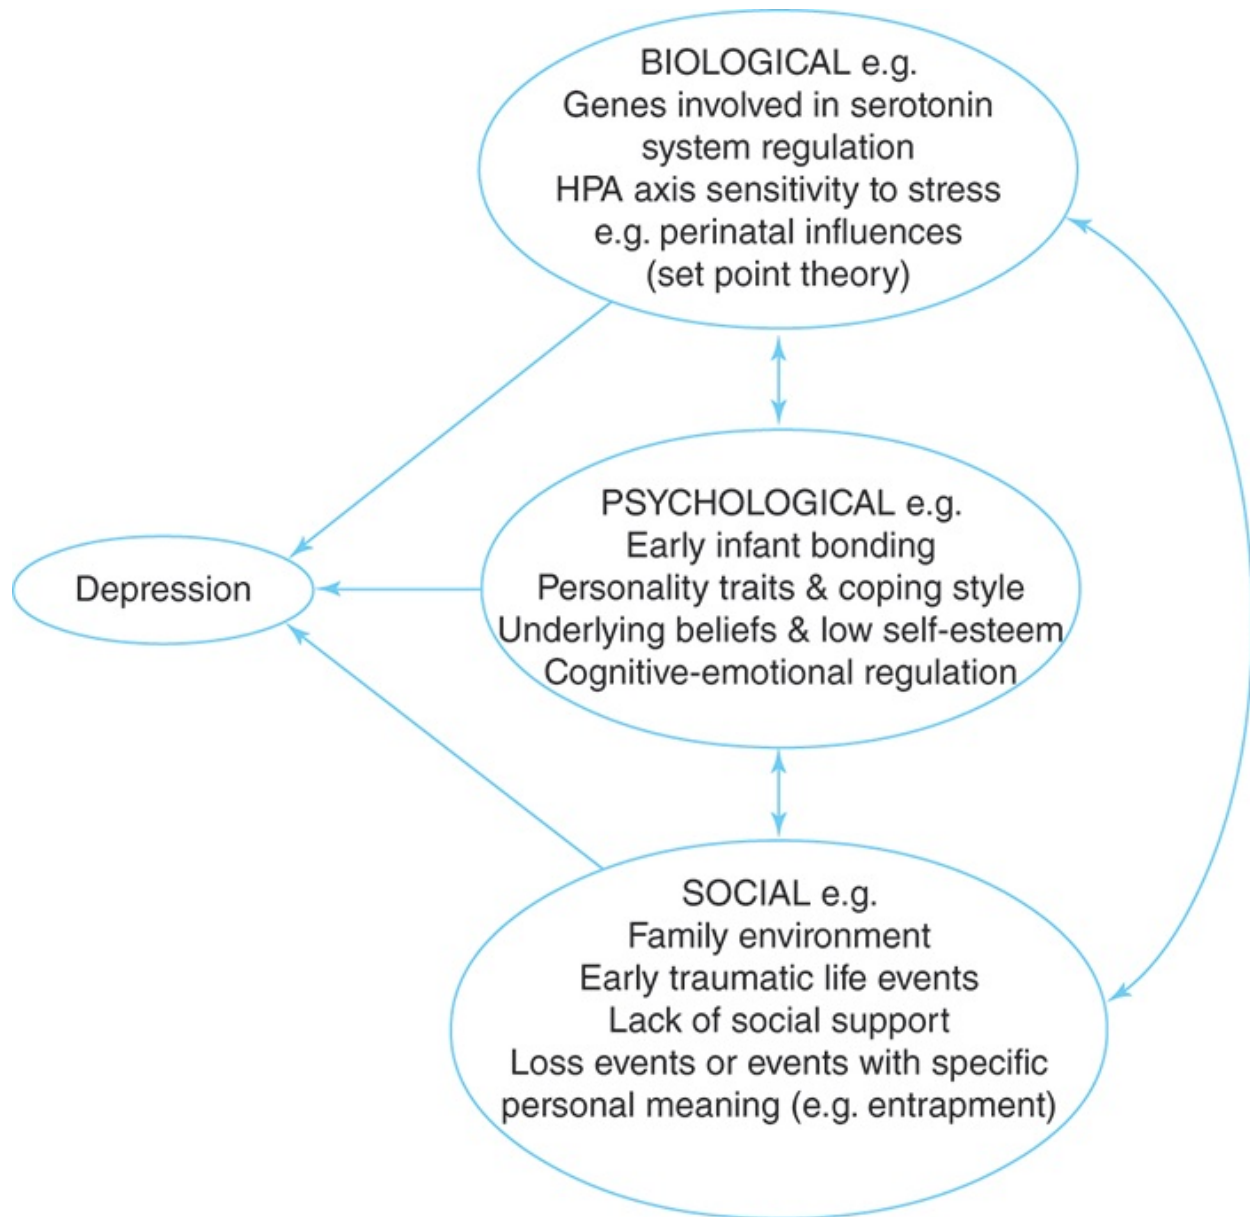 BIOLOGICAL e.g.
Genes involved in serotonin
system regulation
HPA axis sensitivity to stress
e.g. perinatal influences
(set point theory)
PSYCHOLOGICAL e.g.
Early infant bonding
Personality traits & coping style
Underlying beliefs & low self-esteem
Cognitive-emotional regulation
Depression
SOCIAL e.g.
Family environment
Early traumatic life events
Lack of social support
Loss events or events with specific
personal meaning (e.g. entrapment)